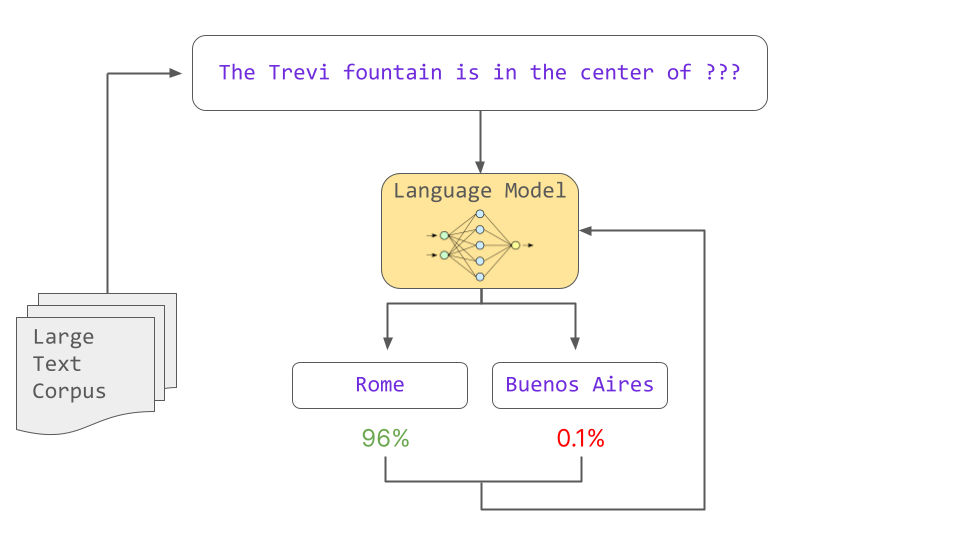 The Trevi fountain is in the center of ???
Language Model
Large
Text
Corpus
Rome
Buenos Aires
96%
0.1%